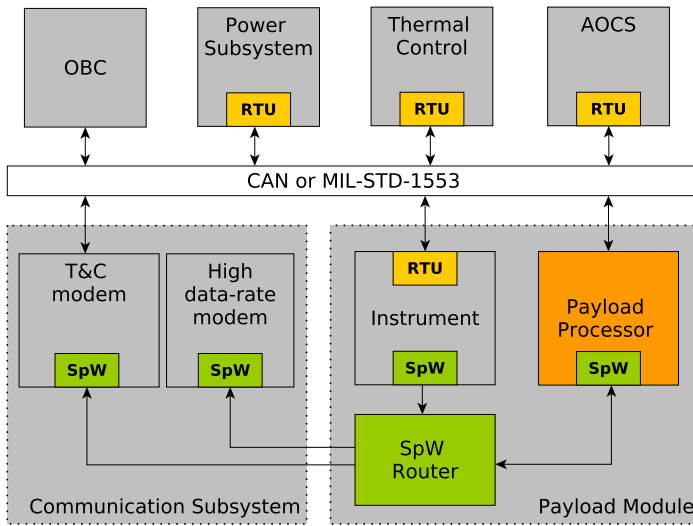 OBC
Power
Subsystem
RTU
Thermal
Control
RTU
AOCS
RTU
CAN or MIL-STD-1553
T&C
modem
SpW
High
data-rate
modem
SpW
RTU
Instrument
SpW
Payload
Processor
SpW
SpW
Router
Communication Subsystem
Payload Module